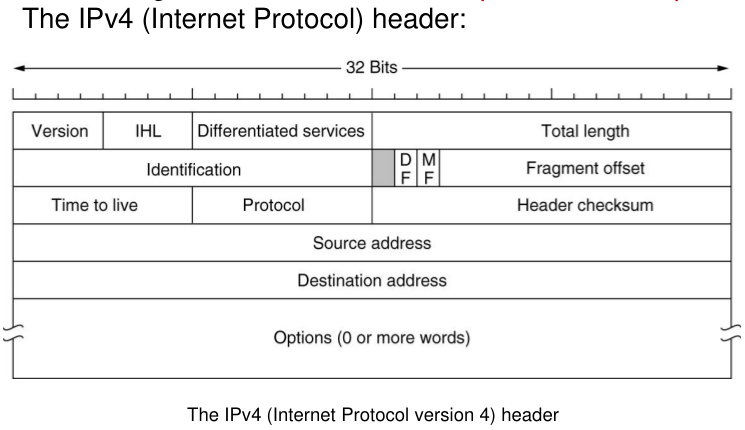 The IPv4 (Internet Protocol) header:
32 Bits
Version IHL Differentiated services Total length
Identification D F M F Fragment offset
Time to live Protocol Header checksum
Source address
Destination address
Options (0 or more words)
The IPv4 (Internet Protocol version 4) header